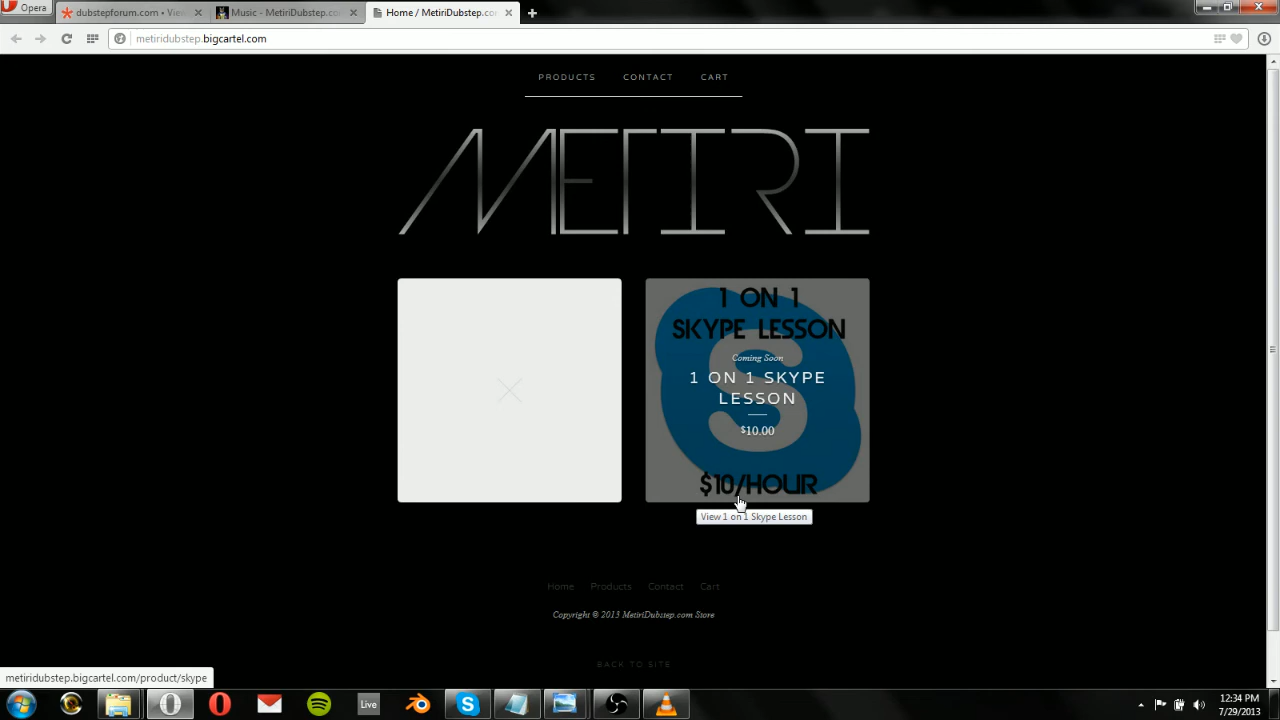 Opera
dubstepforum.com • View
Music - MetiriDubstep.co
Home / MetiriDubstep.co
metiridubstep.bigcartel.com
PRODUCTS CONTACT CART
METIRI
1 ON 1
SKYPE LESSON
Coming Soon
1 ON 1 SKYPE
LESSON
$10.00
$10/HOUR
View 1 on 1 Skype Lesson
Home Products Contact Cart
Copyright © 2013 MetiriDubstep.com Store
BACK TO SITE
metiridubstep.bigcartel.com/product/skype
Live
12:34 PM
7/29/2013